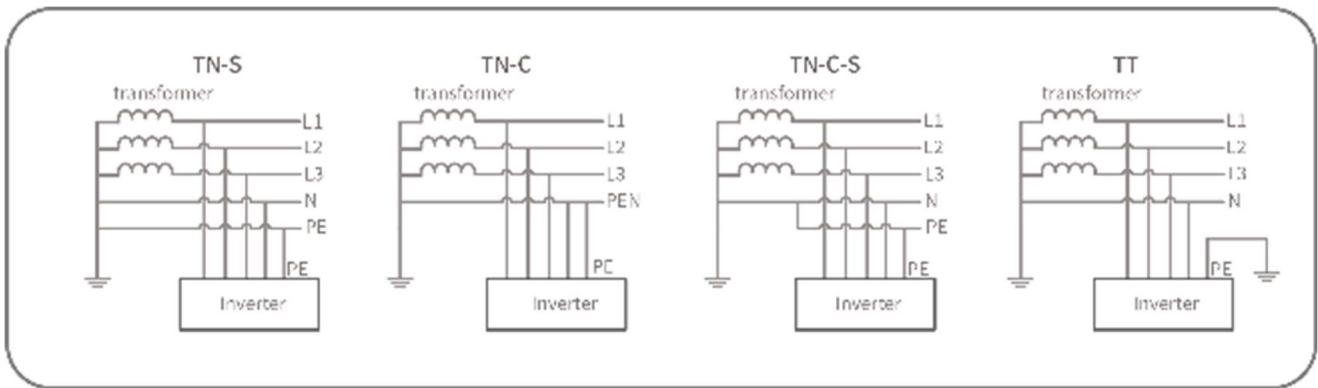 TN-S
transformer
L1
L2
L3
N
PE
PE
Inverter
TN-C
transformer
L1
L2
L3
PEN
PE
Inverter
TN-C-S
transformer
L1
L2
L3
N
PE
PE
Inverter
TT
transformer
L1
L2
L3
N
PE
Inverter